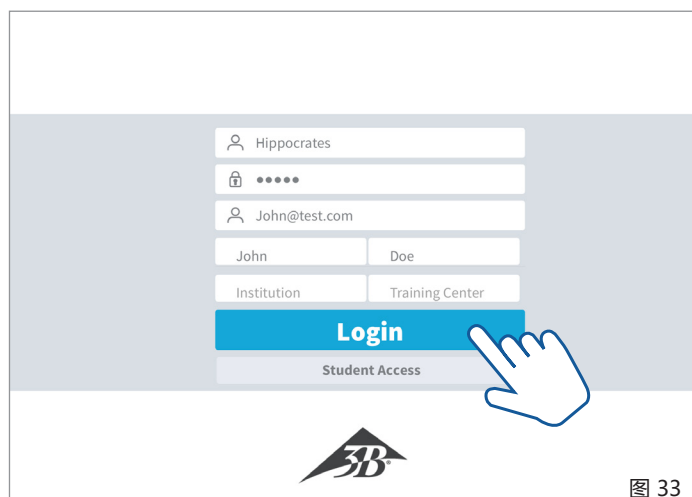 Hippocrates
●●●●●
John@test.com
John Doe
Institution Training Center
Login
Student Access
3B®
图 33